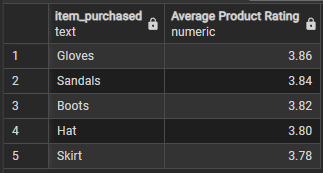 item_purchased Average Product Rating
text numeric
1 Gloves 3.86
2 Sandals 3.84
3 Boots 3.82
4 Hat 3.80
5 Skirt 3.78